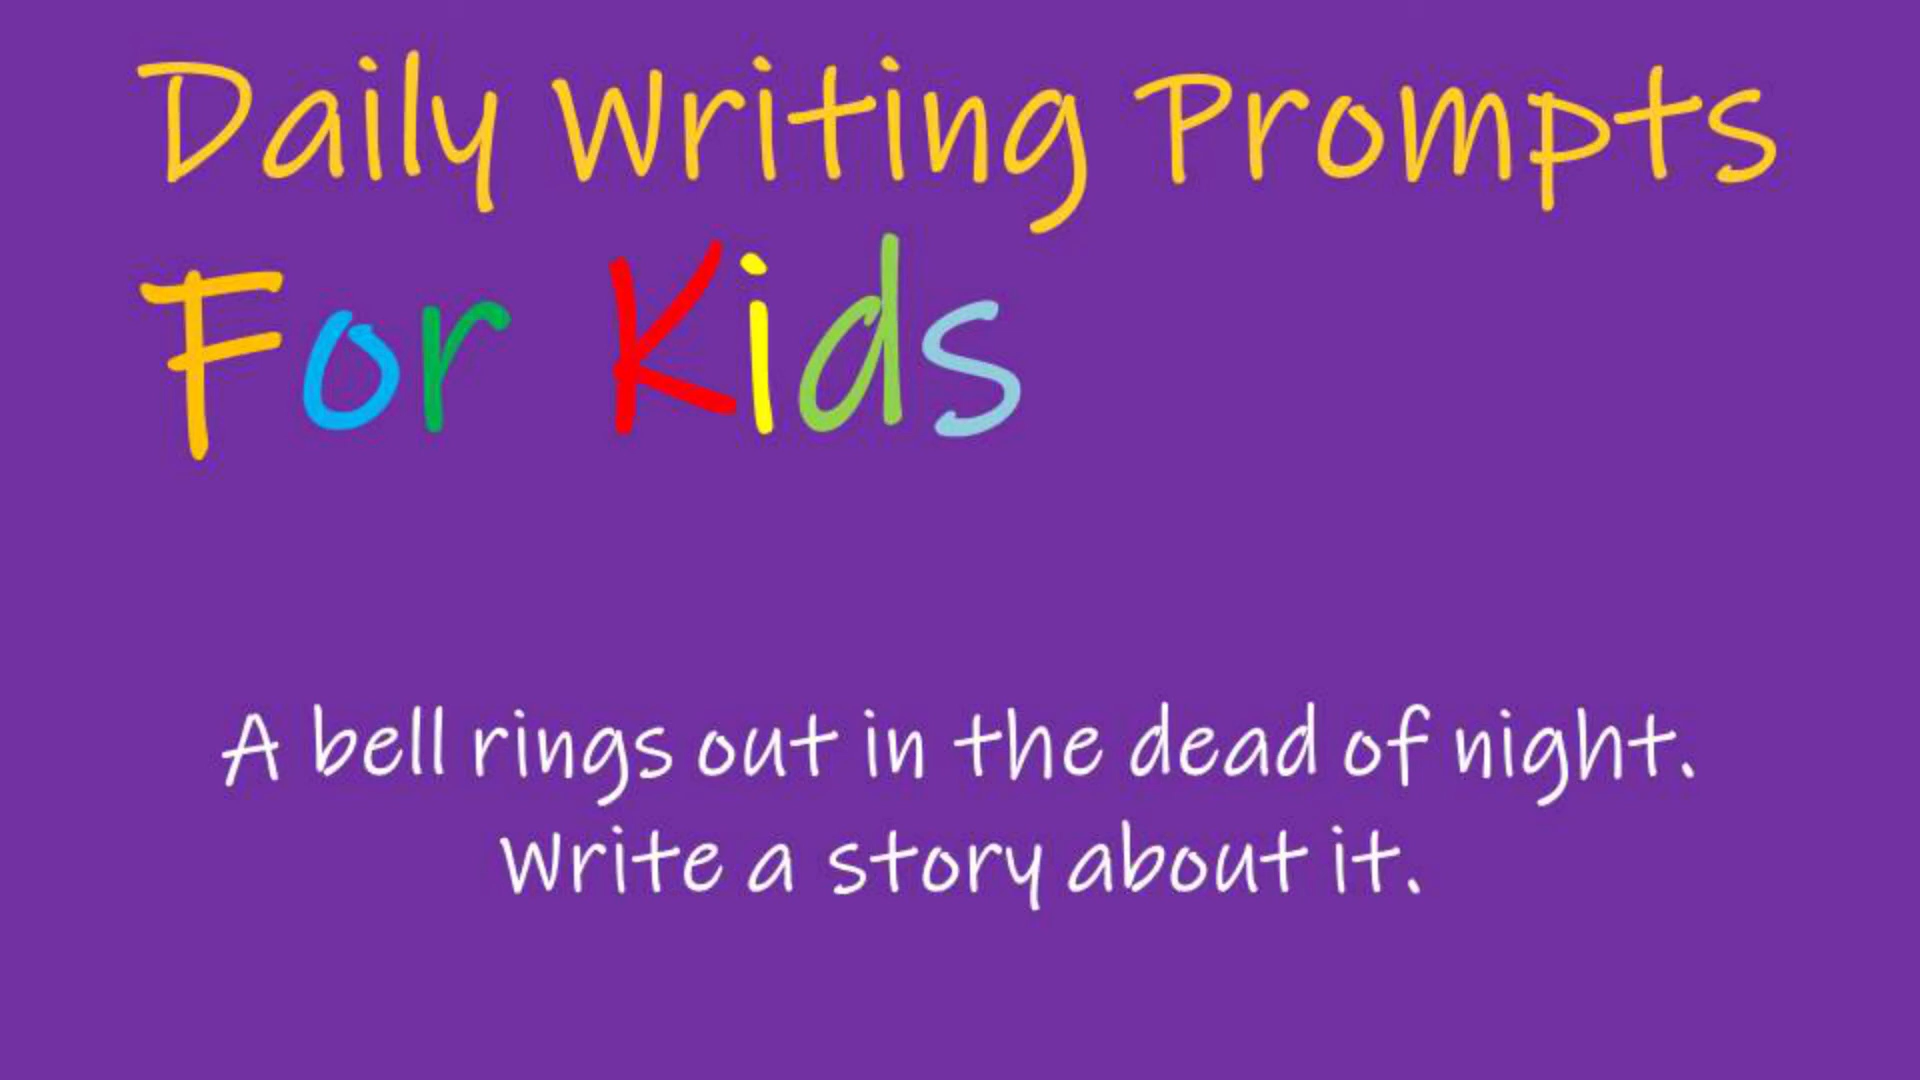 Daily Writing Prompts
For Kids
A bell rings out in the dead of night.
Write a story about it.